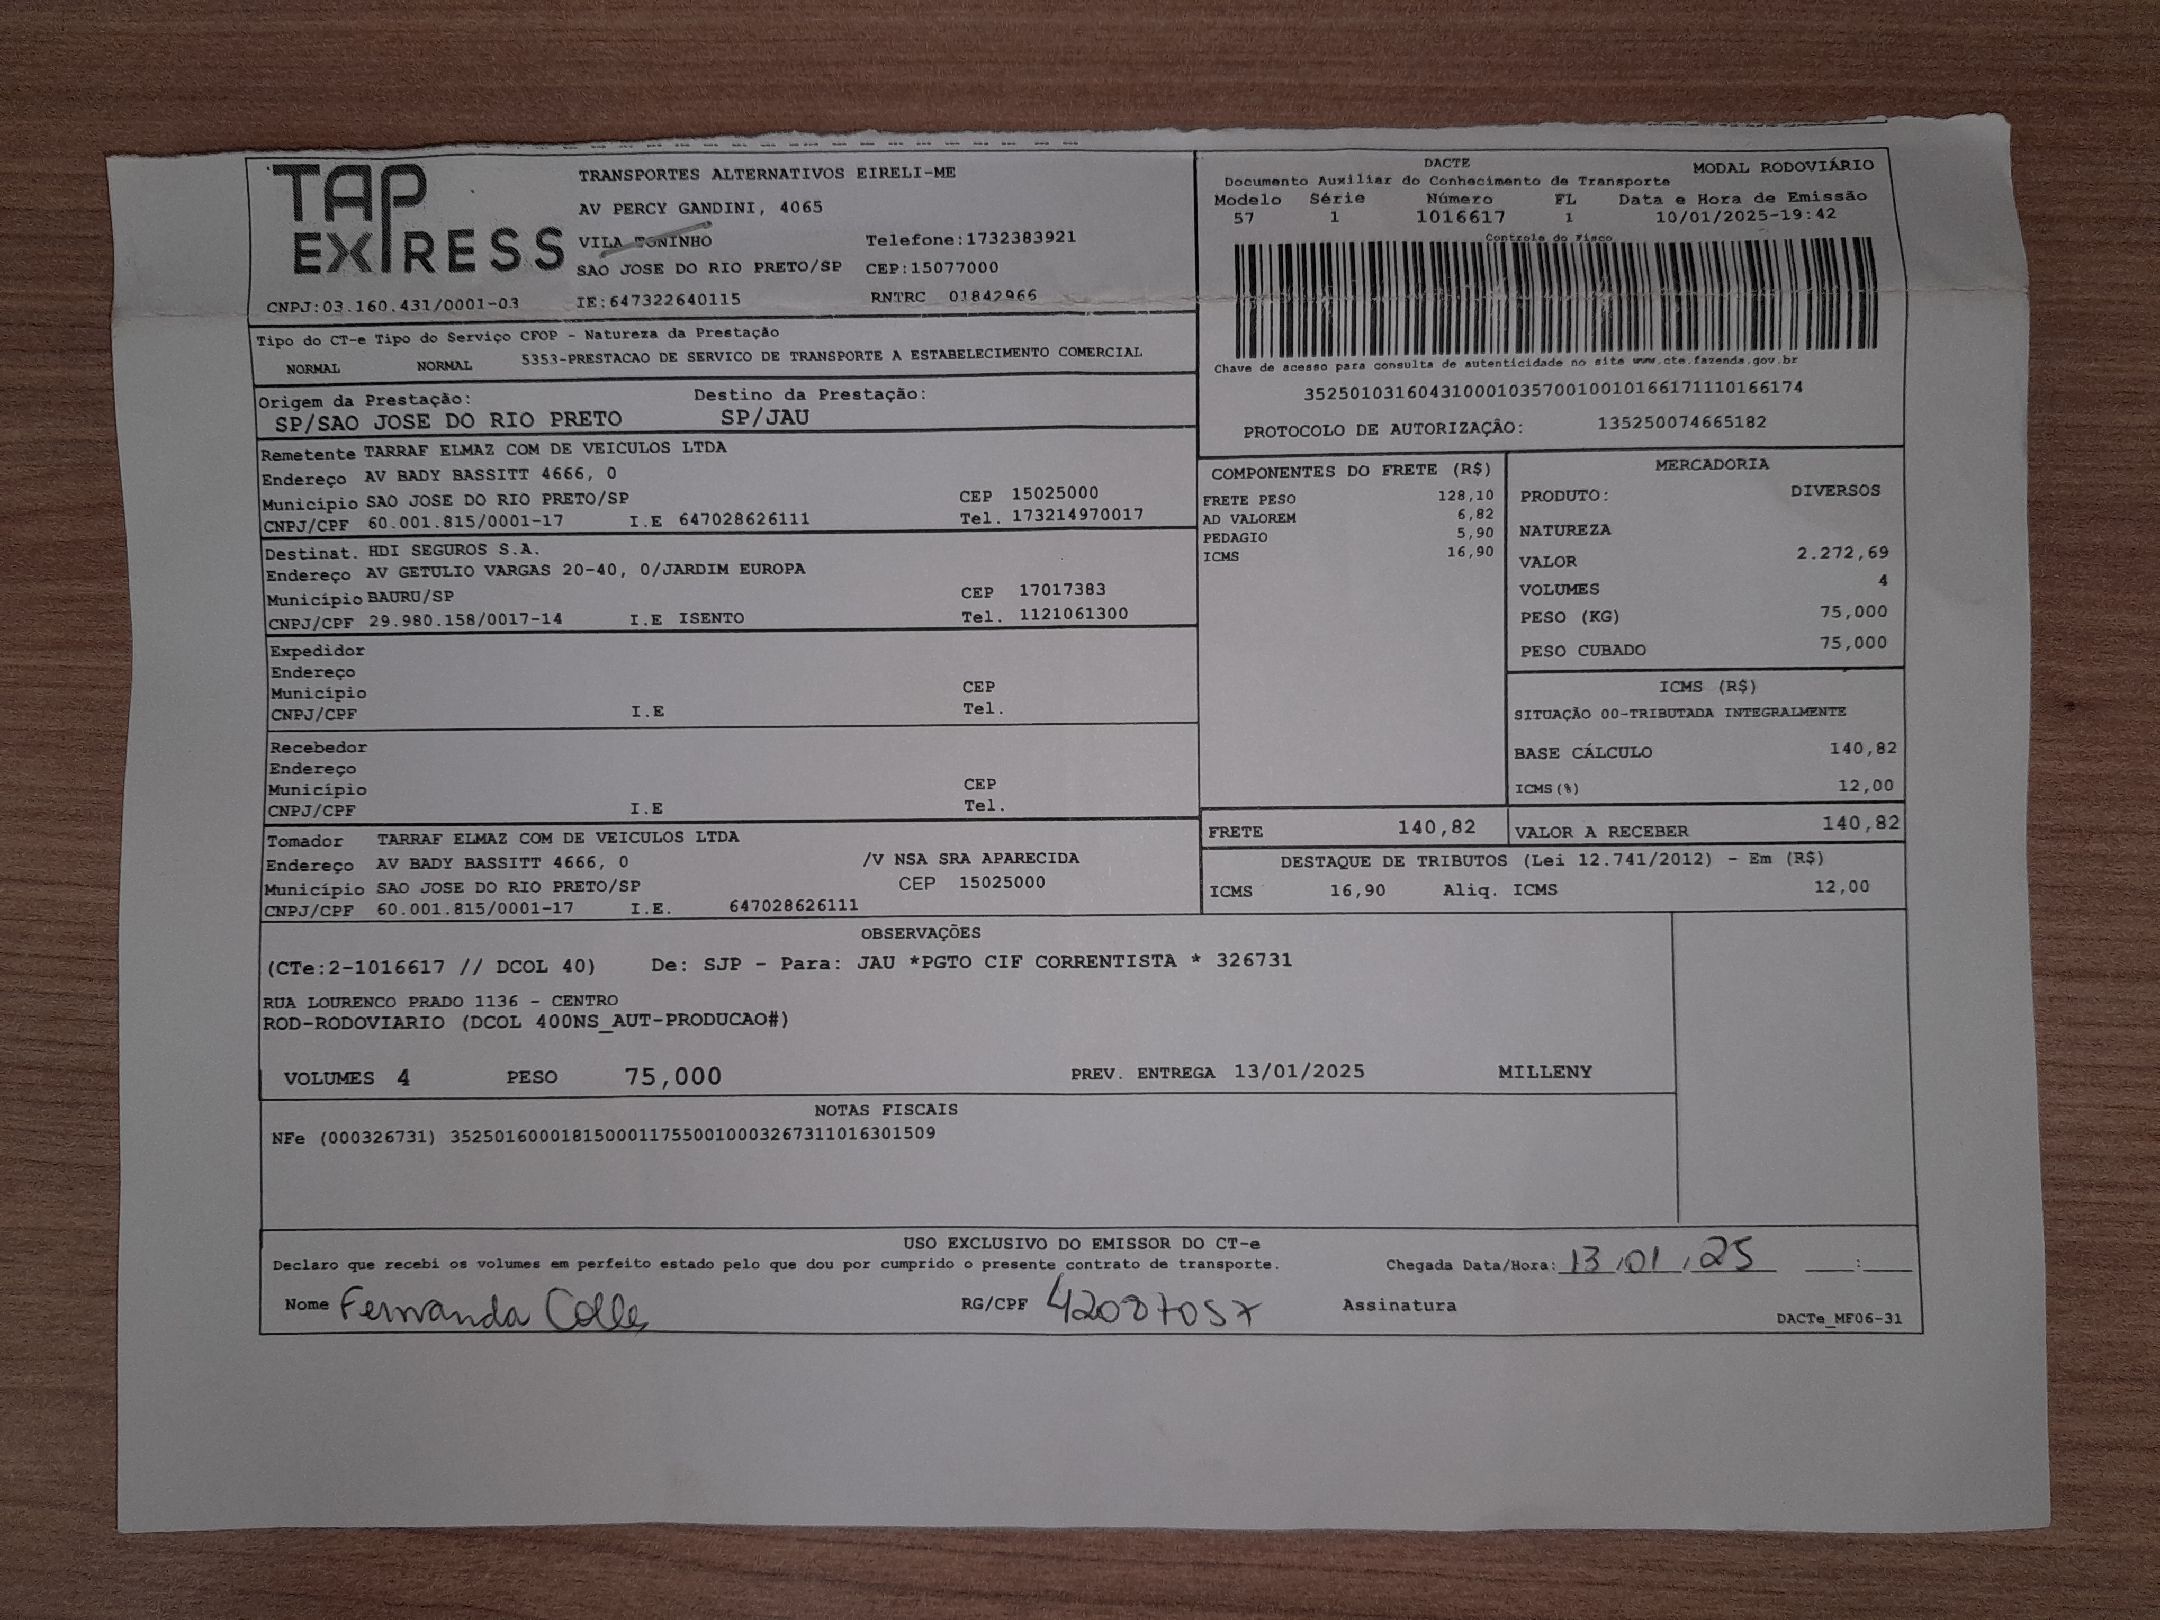 TAP EXPRESS
TRANSPORTES ALTERNATIVOS EIRELI-ME
AV PERCY GANDINI, 4065
VILA TONINHO Telefone:1732383921
SAO JOSE DO RIO PRETO/SP CEP:15077000
CNPJ:03.160.431/0001-03 IE:647322640115 RNTRC 01842966
DACTE MODAL RODOVIÁRIO
Documento Auxiliar do Conhecimento de Transporte
Modelo Série Número FL Data e Hora de Emissão
57 1 1016617 1 10/01/2025-19:42
Controle do Fisco
Chave de acesso para consulta de autenticidade no site www.cte.fazenda.gov.br
35250103160431000103570010010166171110166174
PROTOCOLO DE AUTORIZAÇÃO: 135250074665182
Tipo do CT-e Tipo do Serviço CFOP - Natureza da Prestação
NORMAL NORMAL 5353-PRESTACAO DE SERVICO DE TRANSPORTE A ESTABELECIMENTO COMERCIAL
Origem da Prestação: Destino da Prestação:
SP/SAO JOSE DO RIO PRETO SP/JAU
Remetente TARRAF ELMAZ COM DE VEICULOS LTDA
Endereço AV BADY BASSITT 4666, 0
Município SAO JOSE DO RIO PRETO/SP CEP 15025000
CNPJ/CPF 60.001.815/0001-17 I.E 647028626111 Tel. 173214970017
Destinat. HDI SEGUROS S.A.
Endereço AV GETULIO VARGAS 20-40, 0/JARDIM EUROPA
Município BAURU/SP CEP 17017383
CNPJ/CPF 29.980.158/0017-14 I.E ISENTO Tel. 1121061300
Expedidor
Endereço
Município CEP
CNPJ/CPF I.E Tel.
Recebedor
Endereço
Município CEP
CNPJ/CPF I.E Tel.
Tomador TARRAF ELMAZ COM DE VEICULOS LTDA
Endereço AV BADY BASSITT 4666, 0 /V NSA SRA APARECIDA
Município SAO JOSE DO RIO PRETO/SP CEP 15025000
CNPJ/CPF 60.001.815/0001-17 I.E. 647028626111
COMPONENTES DO FRETE (R$)
FRETE PESO 128,10
AD VALOREM 6,82
PEDAGIO 5,90
ICMS 16,90
MERCADORIA
PRODUTO: DIVERSOS
NATUREZA
VALOR 2.272,69
VOLUMES 4
PESO (KG) 75,000
PESO CUBADO 75,000
ICMS (R$)
SITUAÇÃO 00-TRIBUTADA INTEGRALMENTE
BASE CÁLCULO 140,82
ICMS(%) 12,00
FRETE 140,82 VALOR A RECEBER 140,82
DESTAQUE DE TRIBUTOS (Lei 12.741/2012) - Em (R$)
ICMS 16,90 Aliq. ICMS 12,00
OBSERVAÇÕES
(CTe:2-1016617 // DCOL 40) De: SJP - Para: JAU *PGTO CIF CORRENTISTA * 326731
RUA LOURENCO PRADO 1136 - CENTRO
ROD-RODOVIARIO (DCOL 400NS_AUT-PRODUCAO#)
VOLUMES 4 PESO 75,000 PREV. ENTREGA 13/01/2025 MILLENY
NOTAS FISCAIS
NFe (000326731) 35250160001815000117550010003267311016301509
USO EXCLUSIVO DO EMISSOR DO CT-e
Declaro que recebi os volumes em perfeito estado pelo que dou por cumprido o presente contrato de transporte. Chegada Data/Hora: 13/01/25 __:__
Nome Fernanda Colle RG/CPF 42087057 Assinatura
DACTe_MF06-31